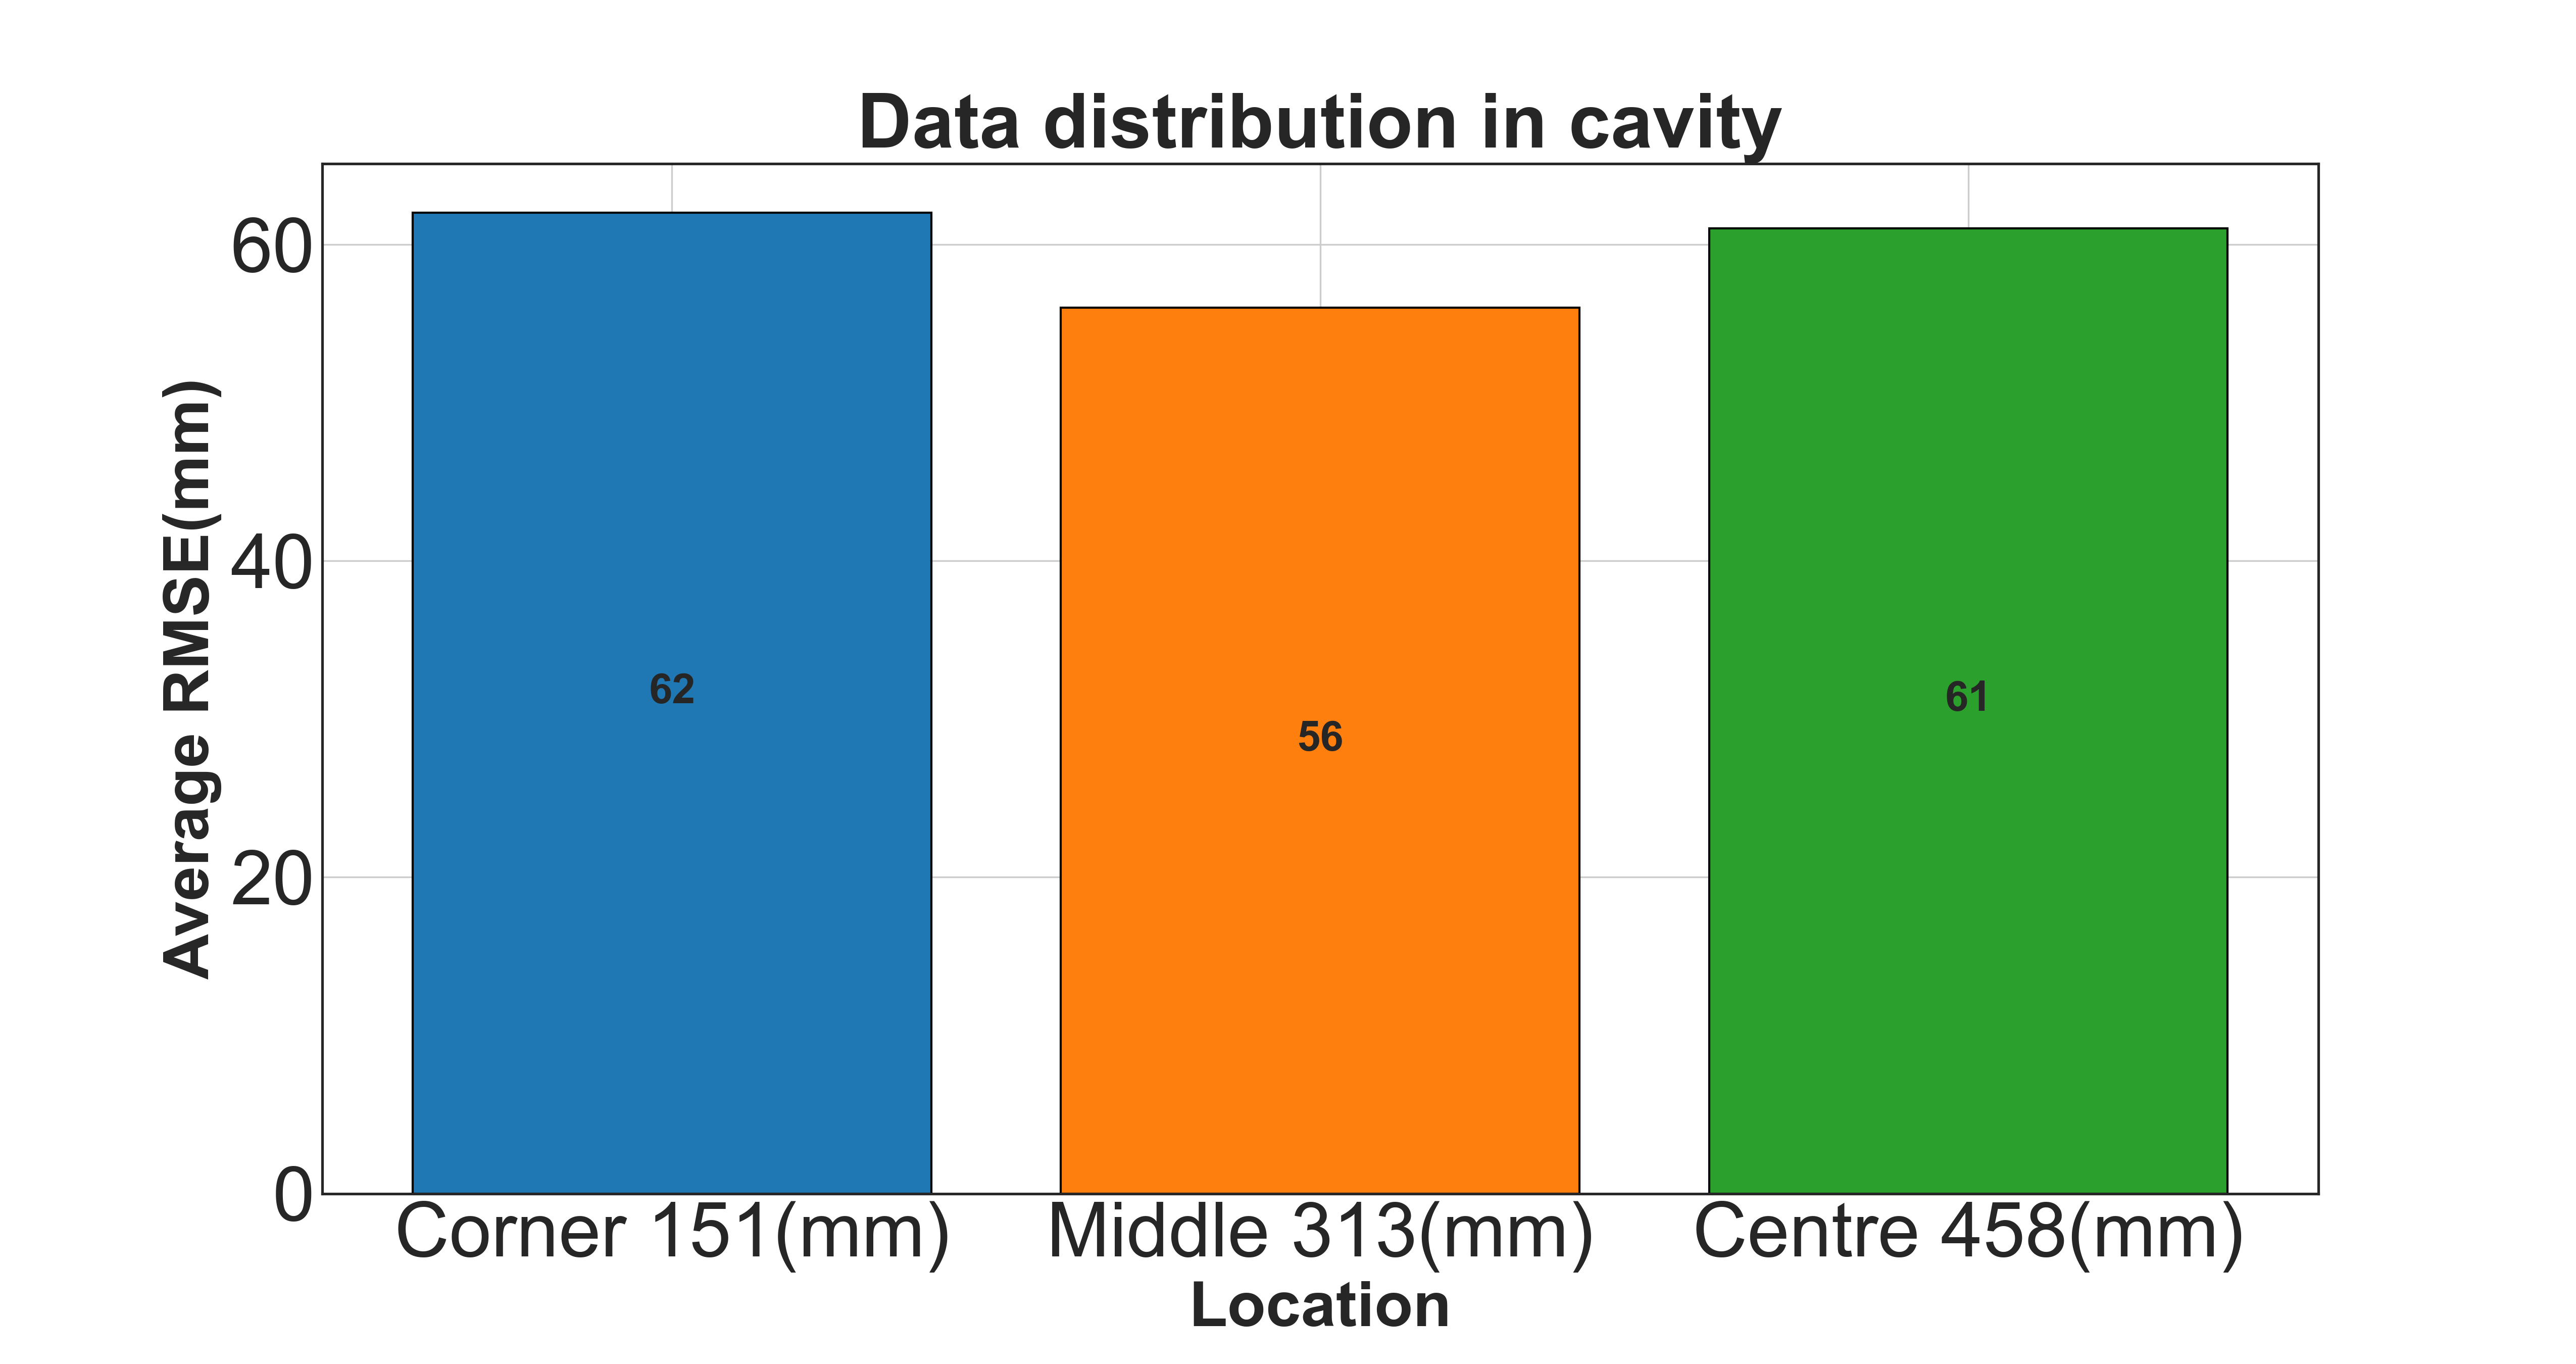 Data distribution in cavity
Average RMSE(mm)
60
40
20
0
62
56
61
Corner 151(mm)
Middle 313(mm)
Centre 458(mm)
Location